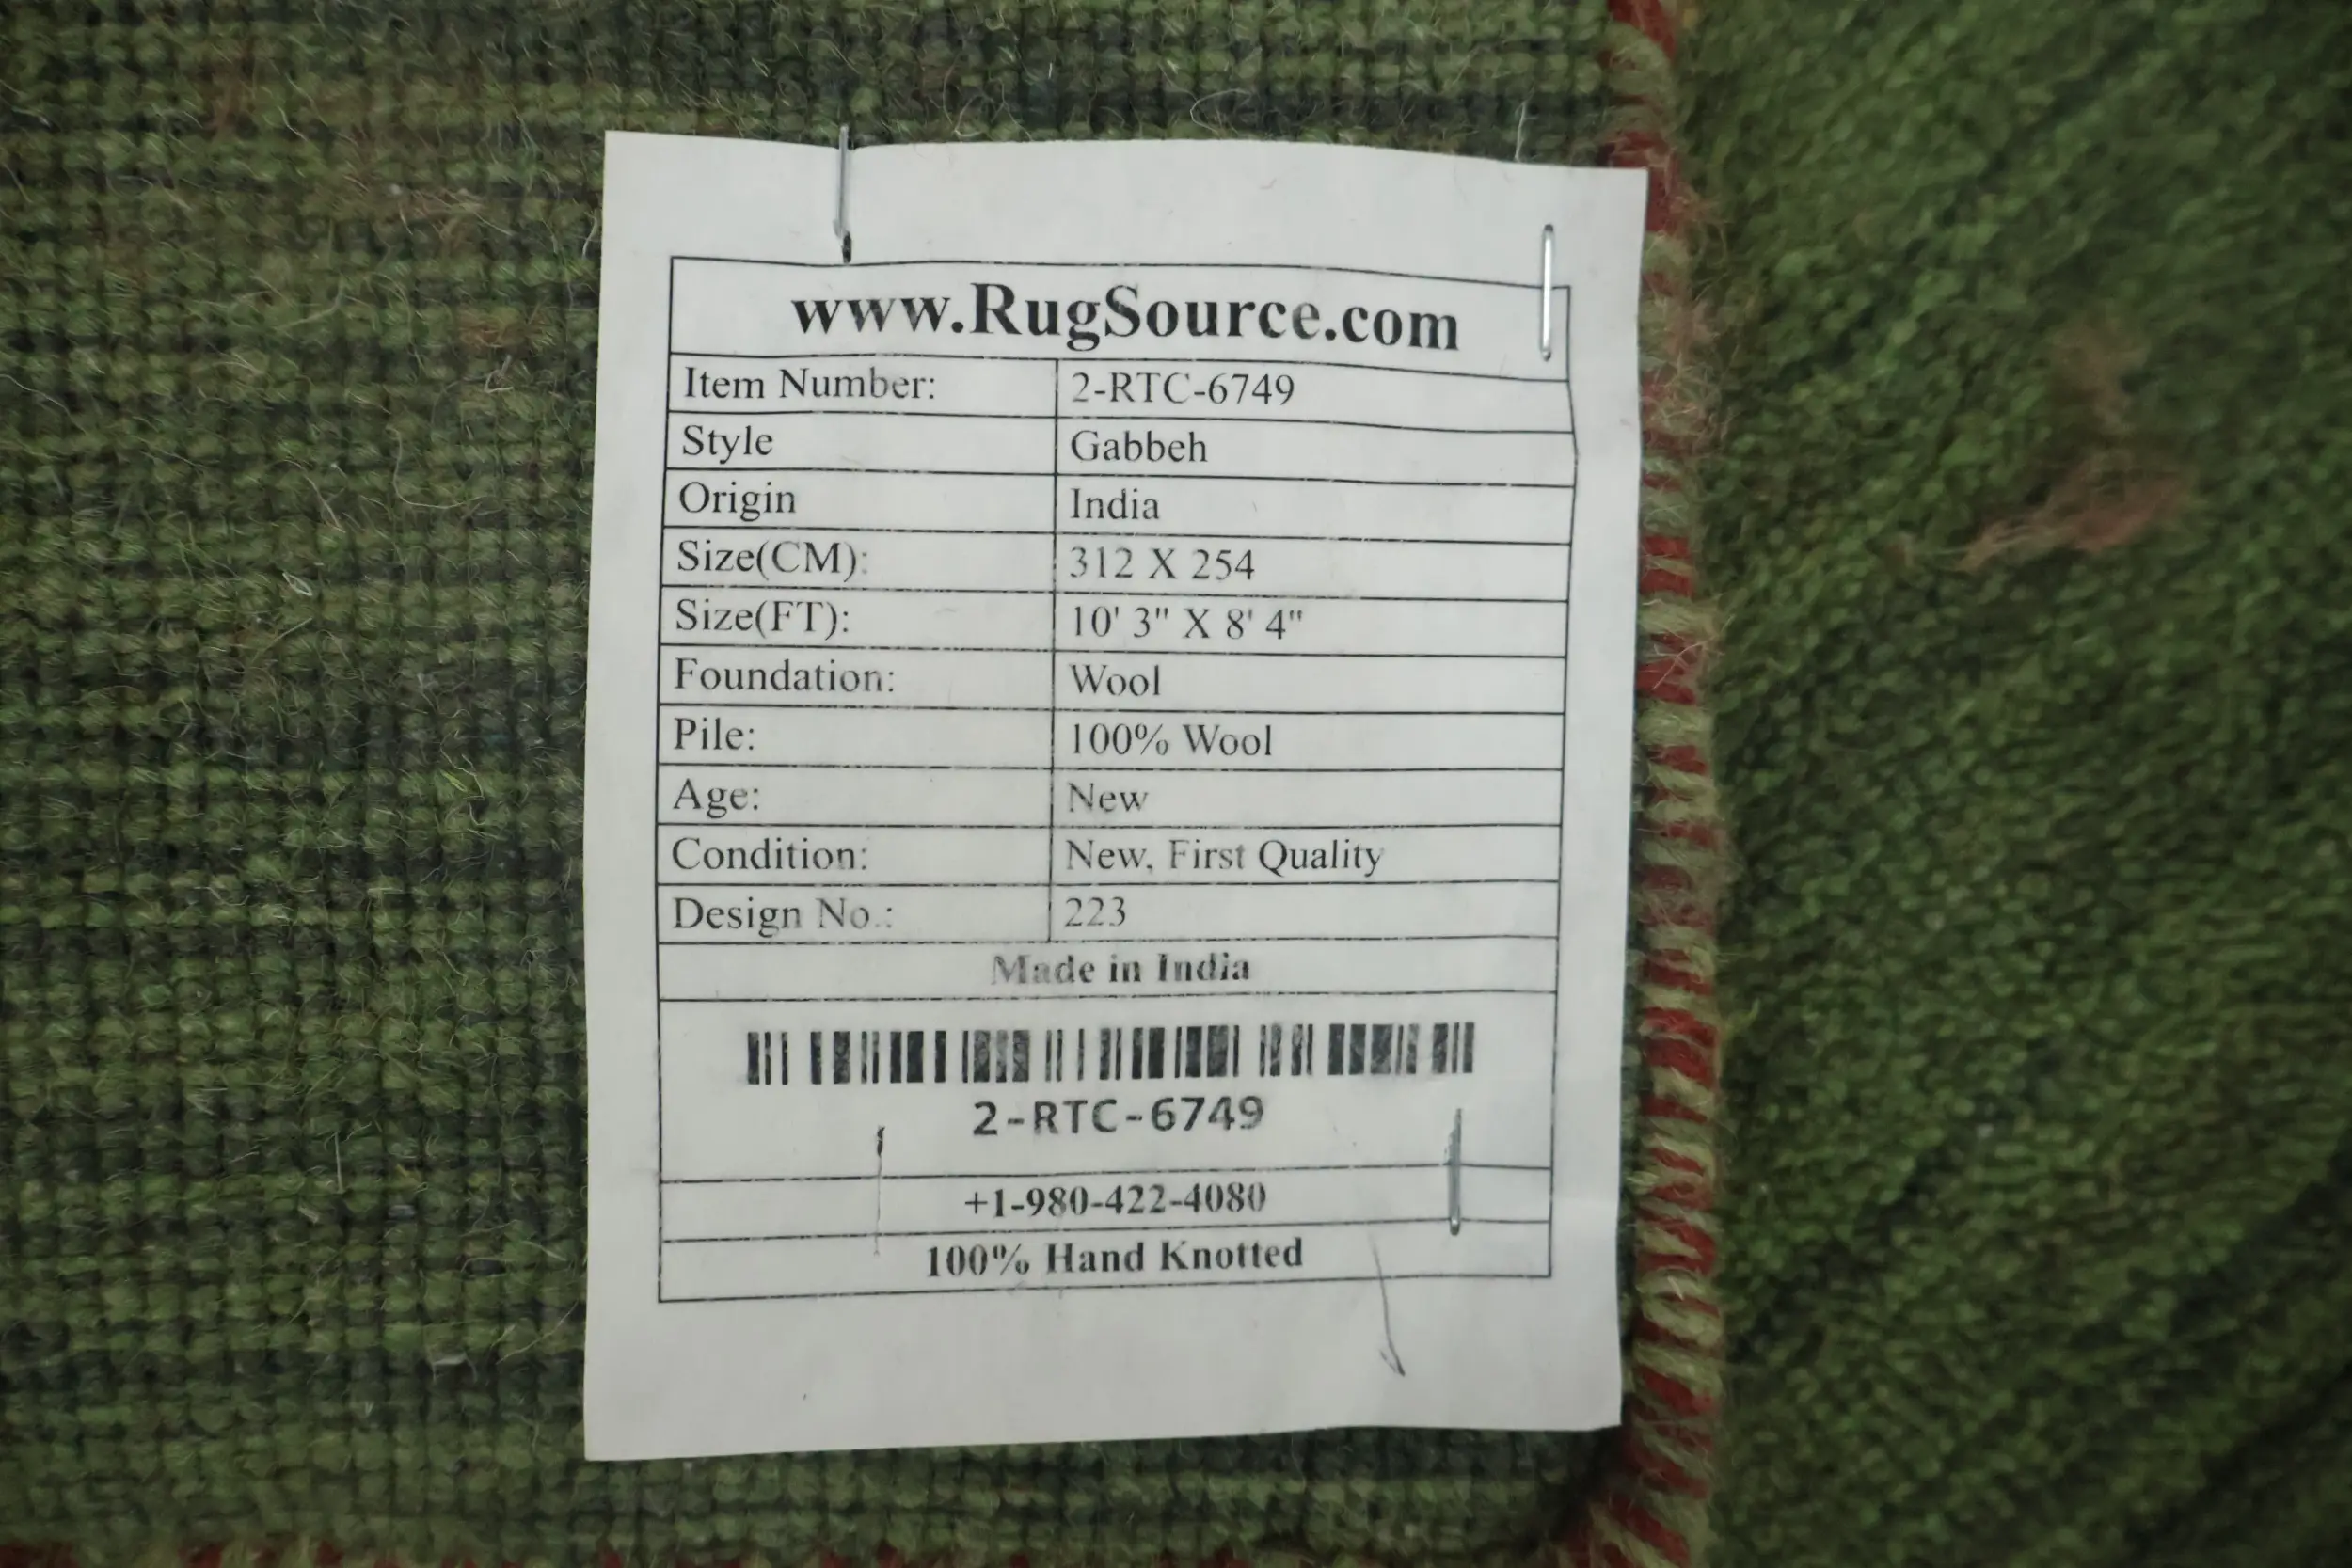 www.RugSource.com
Item Number: 2-RTC-6749
Style Gabbeh
Origin India
Size(CM): 312 X 254
Size(FT): 10' 3" X 8' 4"
Foundation: Wool
Pile: 100% Wool
Age: New
Condition: New, First Quality
Design No.: 223
Made in India
2-RTC-6749
+1-980-422-4080
100% Hand Knotted